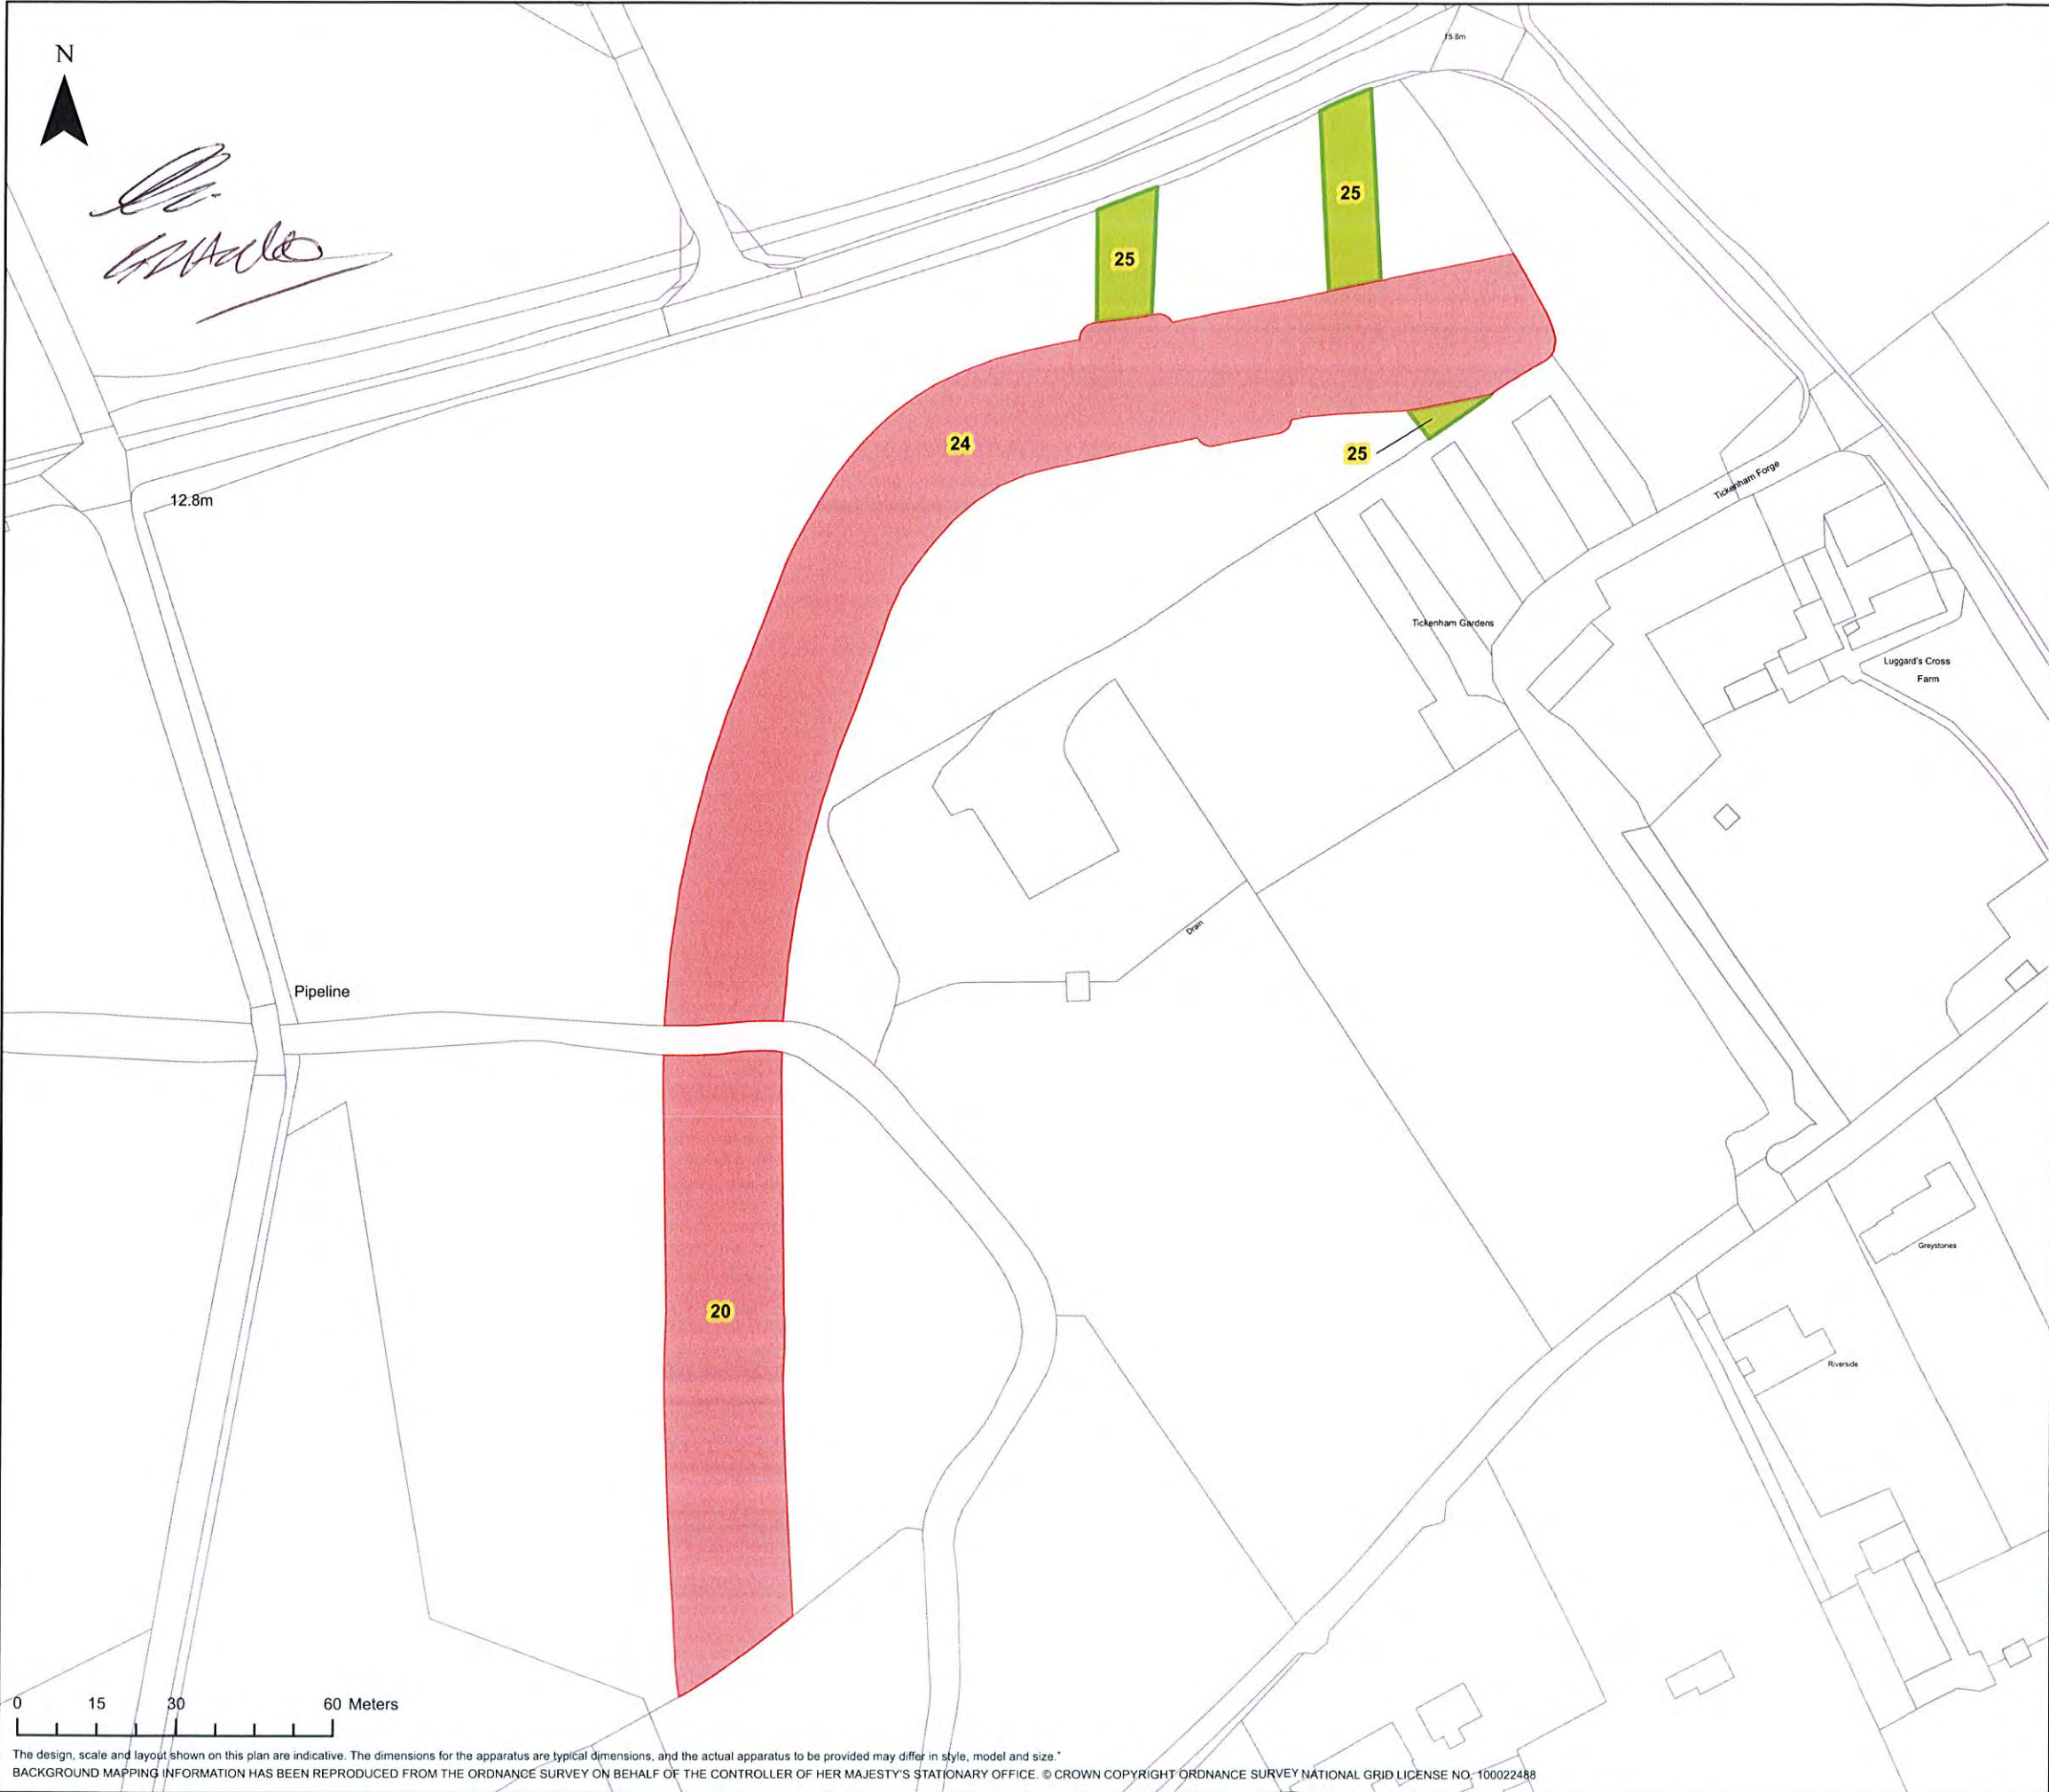 N
15.8m
25
25
24
25
12.8m
Tickenham Forge
Tickenham Gardens
Luggard's Cross
Farm
Drain
Pipeline
Greystones
20
Riverside
0 15 30 60 Meters
The design, scale and layout shown on this plan are indicative. The dimensions for the apparatus are typical dimensions, and the actual apparatus to be provided may differ in style, model and size."
BACKGROUND MAPPING INFORMATION HAS BEEN REPRODUCED FROM THE ORDNANCE SURVEY ON BEHALF OF THE CONTROLLER OF HER MAJESTY'S STATIONARY OFFICE. © CROWN COPYRIGHT ORDNANCE SURVEY NATIONAL GRID LICENSE NO. 100022488